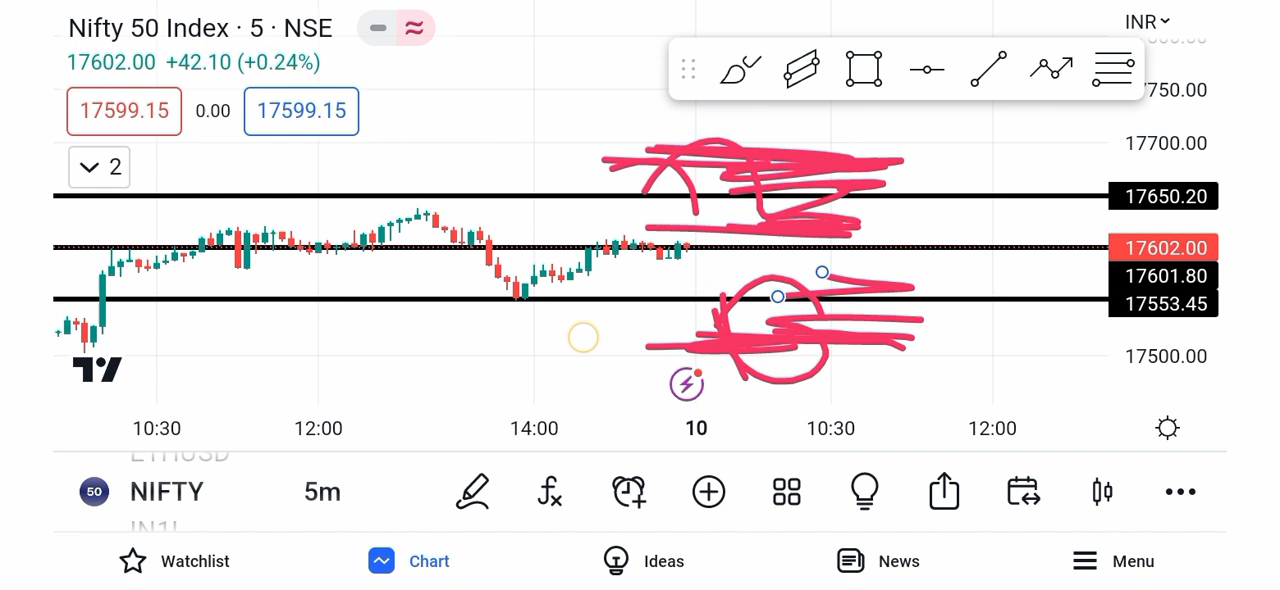 Nifty 50 Index · 5 · NSE
INR
17602.00 +42.10 (+0.24%)
17599.15 0.00 17599.15
2
17750.00
17700.00
17650.20
17602.00
17601.80
17553.45
17500.00
10:30 12:00 14:00 10 10:30 12:00
ETHUSD
50 NIFTY 5m
Watchlist Chart Ideas News Menu